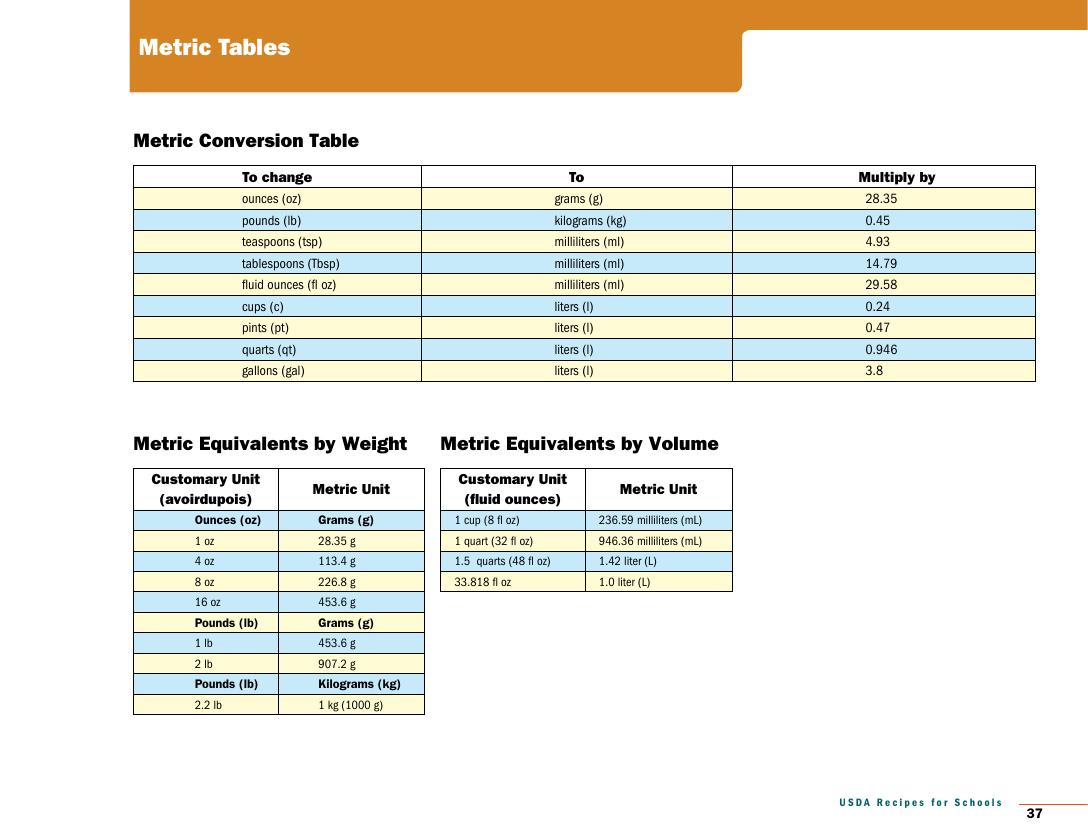 Metric Tables
Metric Conversion Table
To change To Multiply by
ounces (oz) grams (g) 28.35
pounds (lb) kilograms (kg) 0.45
teaspoons (tsp) milliliters (ml) 4.93
tablespoons (Tbsp) milliliters (ml) 14.79
fluid ounces (fl oz) milliliters (ml) 29.58
cups (c) liters (l) 0.24
pints (pt) liters (l) 0.47
quarts (qt) liters (l) 0.946
gallons (gal) liters (l) 3.8
Metric Equivalents by Weight
Customary Unit
(avoirdupois)
Metric Unit
Ounces (oz) Grams (g)
1 oz 28.35 g
4 oz 113.4 g
8 oz 226.8 g
16 oz 453.6 g
Pounds (lb) Grams (g)
1 lb 453.6 g
2 lb 907.2 g
Pounds (lb) Kilograms (kg)
2.2 lb 1 kg (1000 g)
Metric Equivalents by Volume
Customary Unit
(fluid ounces)
Metric Unit
1 cup (8 fl oz) 236.59 milliliters (mL)
1 quart (32 fl oz) 946.36 milliliters (mL)
1.5 quarts (48 fl oz) 1.42 liter (L)
33.818 fl oz 1.0 liter (L)
USDA Recipes for Schools
37